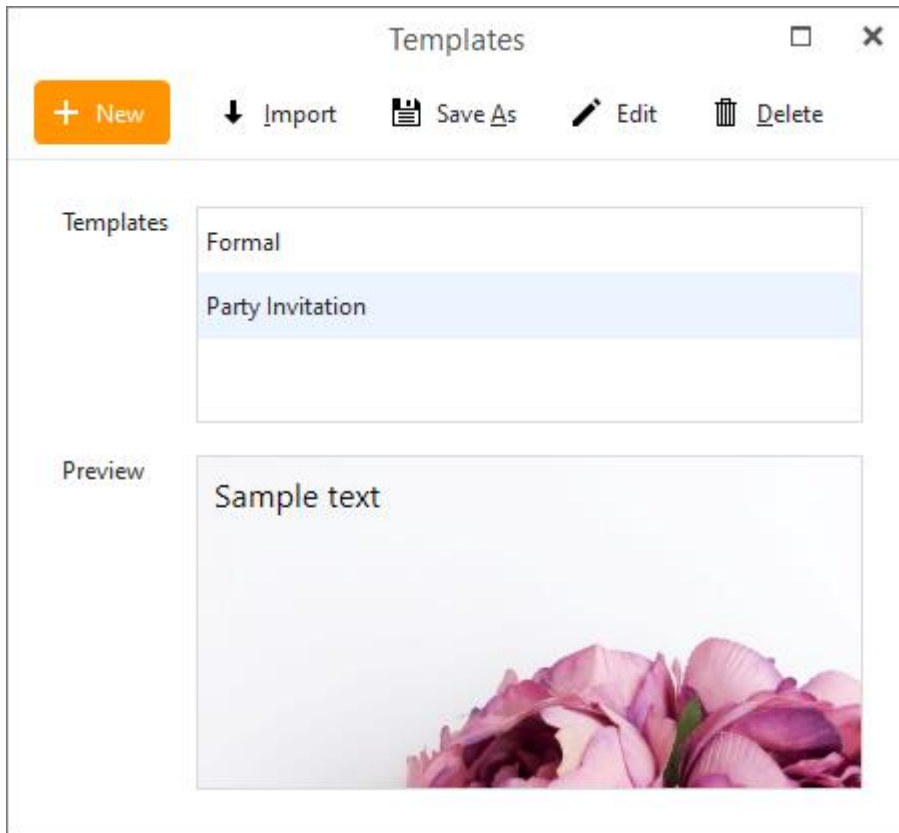 Templates
New Import Save As Edit Delete
Templates
Formal
Party Invitation
Preview
Sample text